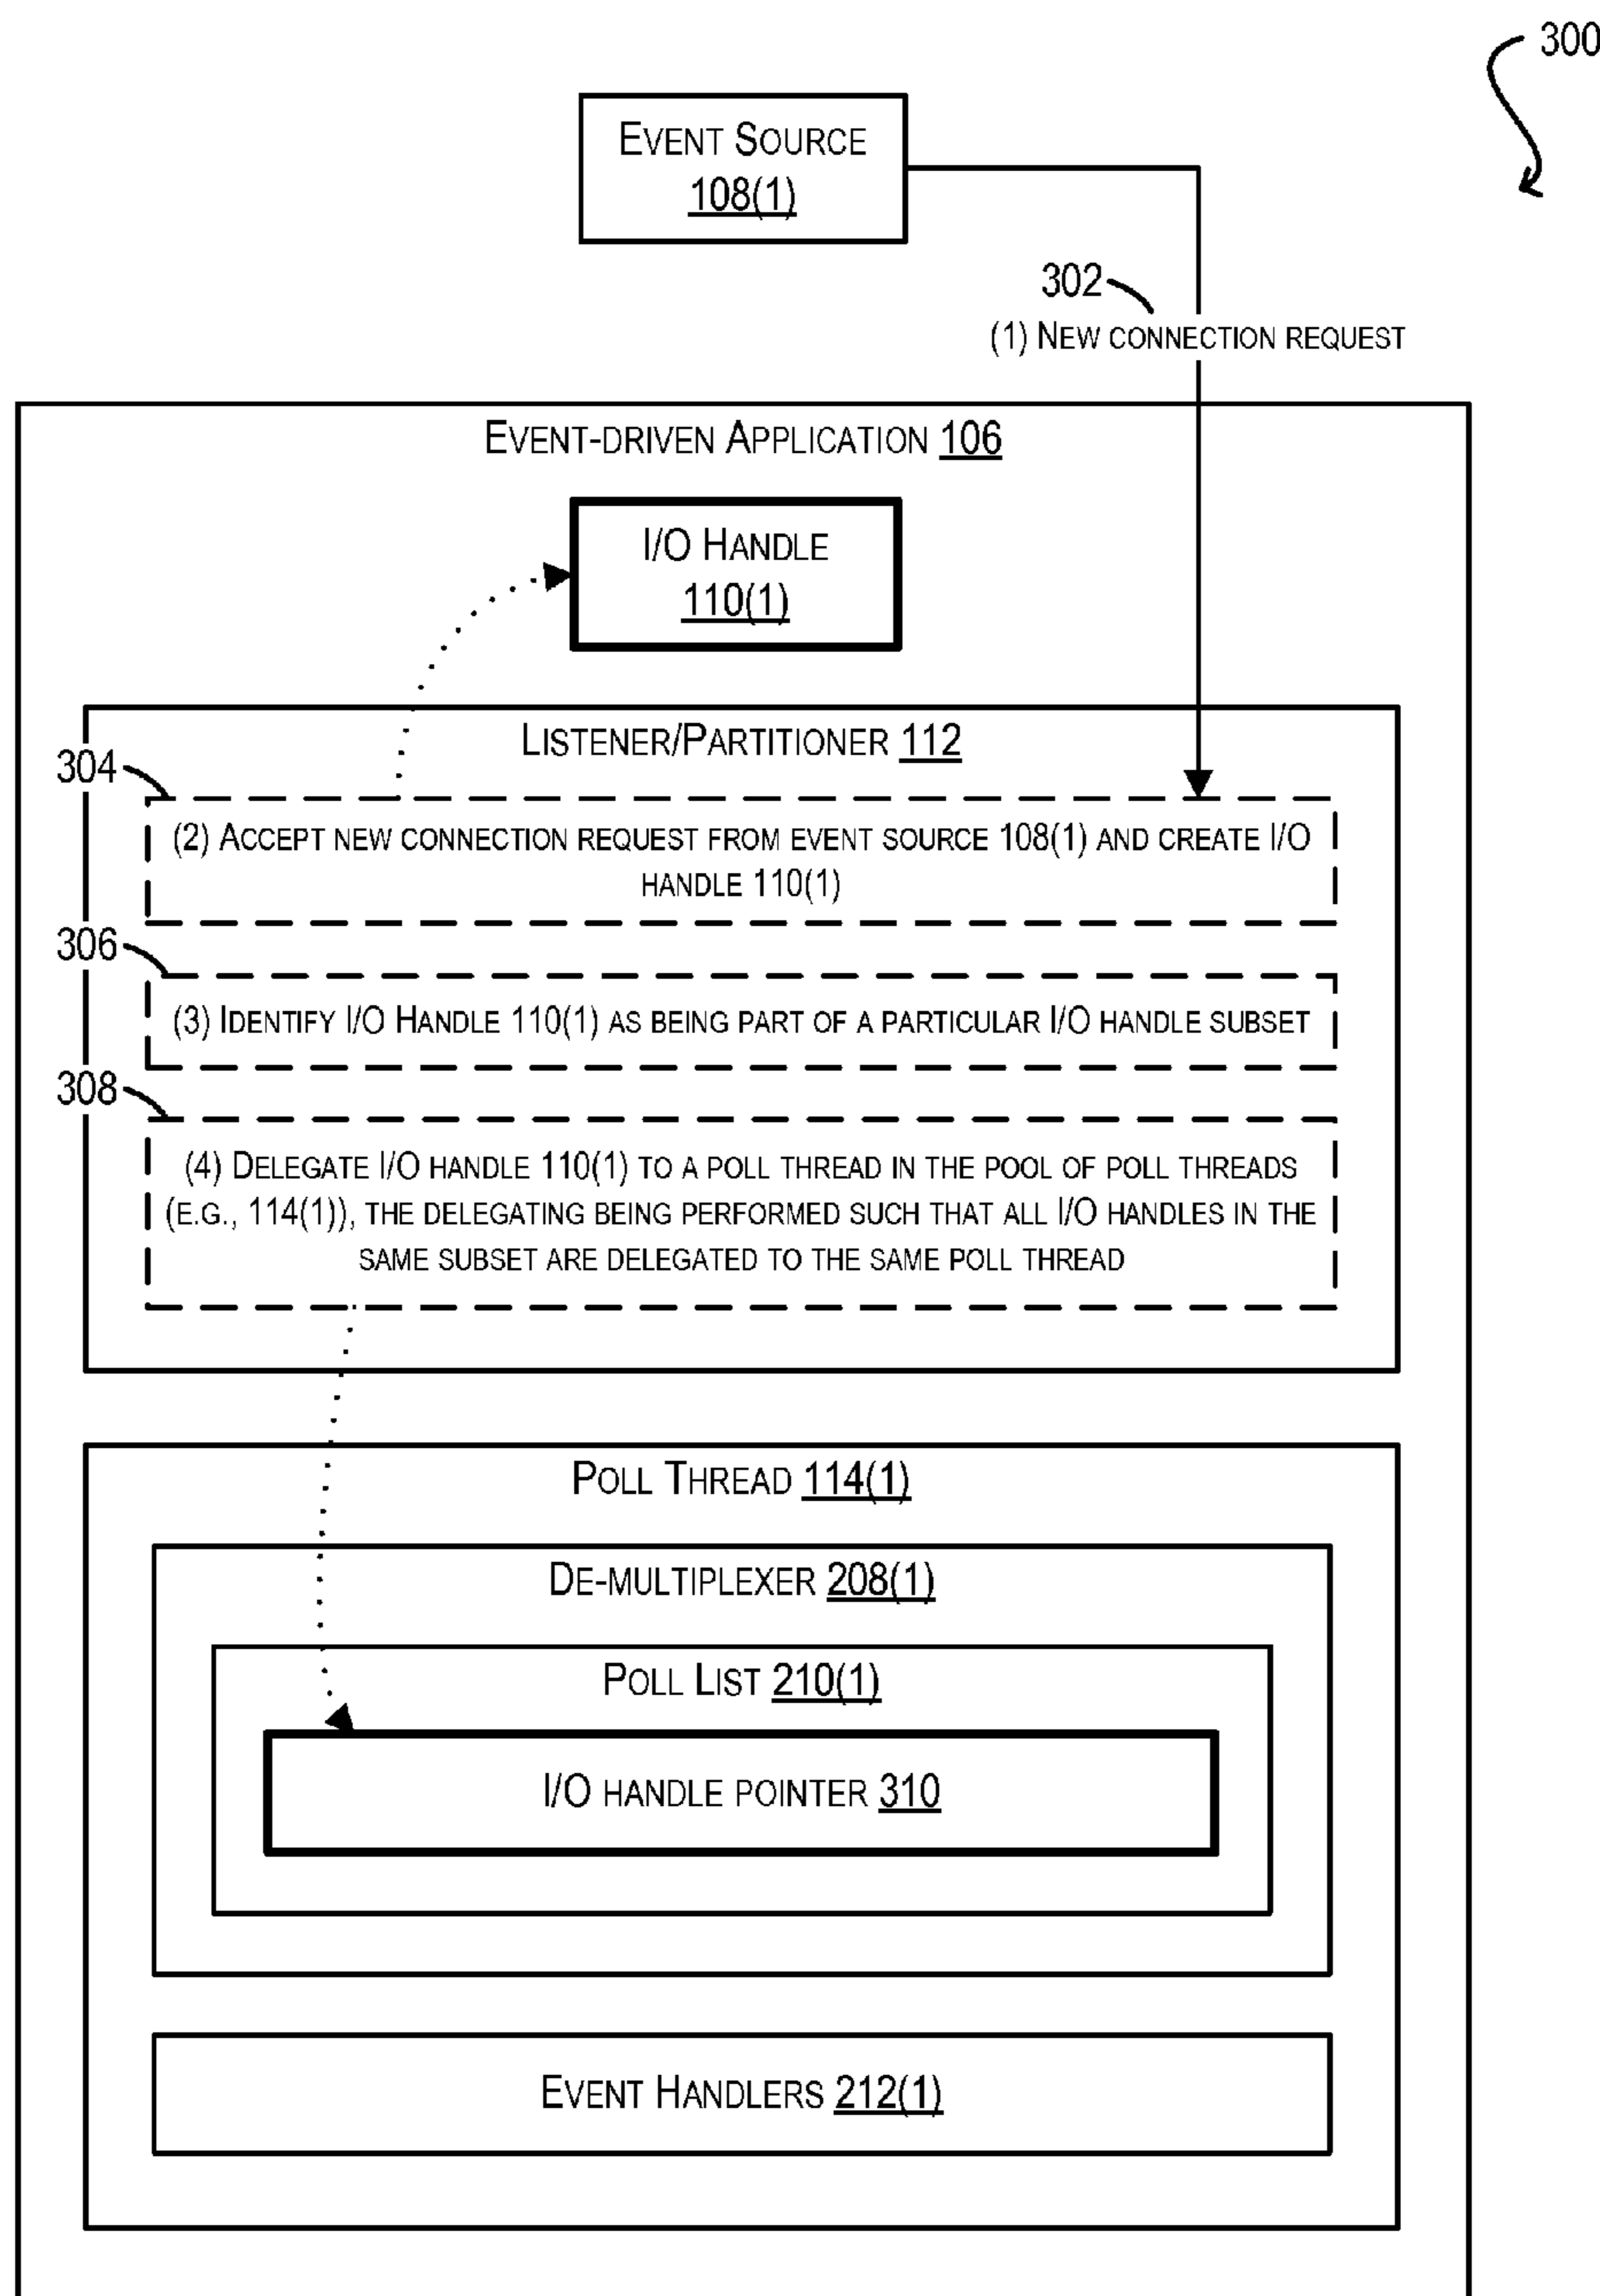 300
Event Source
108(1)
302
(1) New connection request
Event-driven Application 106
I/O Handle
110(1)
Listener/Partitioner 112
304
(2) Accept new connection request from event source 108(1) and create I/O
handle 110(1)
306
(3) Identify I/O Handle 110(1) as being part of a particular I/O handle subset
308
(4) Delegate I/O handle 110(1) to a poll thread in the pool of poll threads
(e.g., 114(1)), the delegating being performed such that all I/O handles in the
same subset are delegated to the same poll thread
Poll Thread 114(1)
De-multiplexer 208(1)
Poll List 210(1)
I/O handle pointer 310
Event Handlers 212(1)